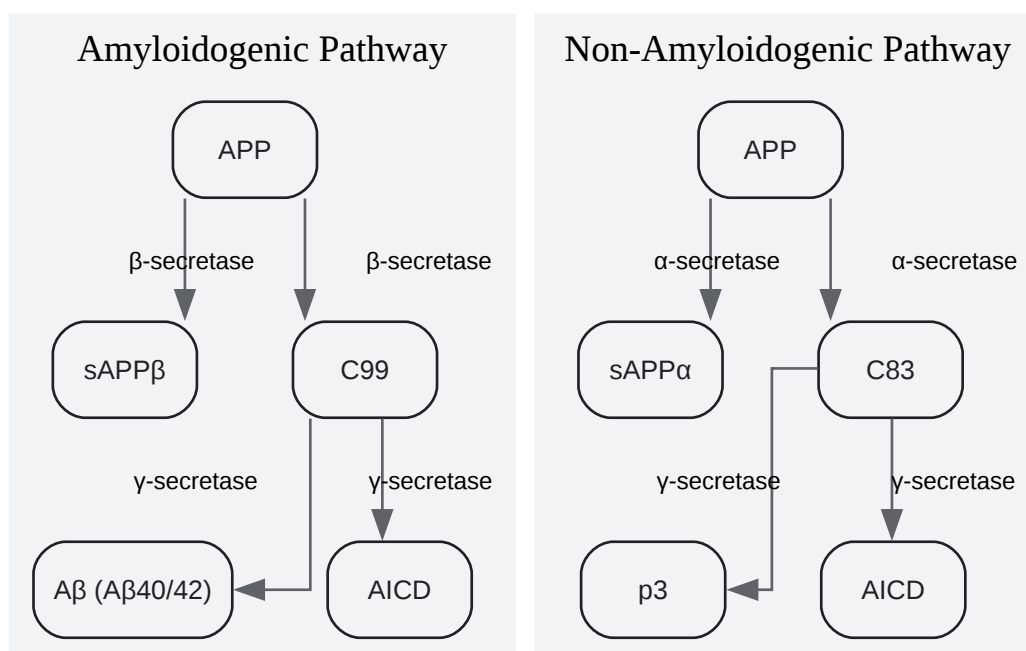 Amyloidogenic Pathway
APP
β-secretase
β-secretase
sAPPβ
C99
γ-secretase
γ-secretase
Aβ (Aβ40/42)
AICD
Non-Amyloidogenic Pathway
APP
α-secretase
α-secretase
sAPPα
C83
γ-secretase
γ-secretase
p3
AICD